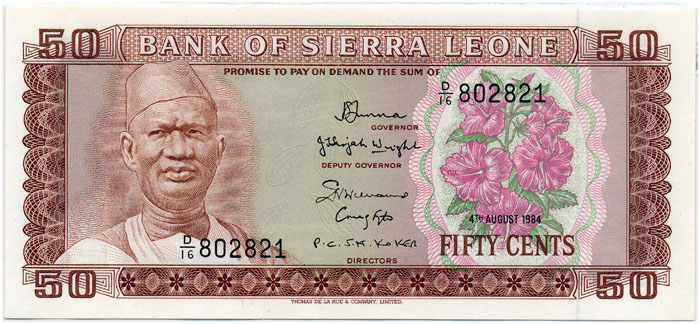 50 BANK OF SIERRA LEONE 50
PROMISE TO PAY ON DEMAND THE SUM OF
D/16 802821
GOVERNOR
DEPUTY GOVERNOR
4TH AUGUST 1984
D/16 802821
P.C.S.H. KOKER
FIFTY CENTS
DIRECTORS
50 50
THOMAS DE LA RUE & COMPANY, LIMITED.